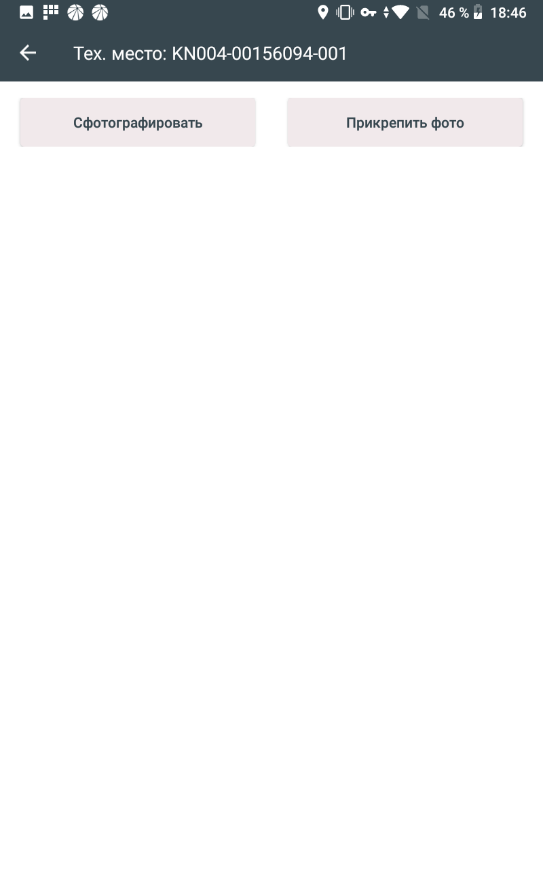 46 % 18:46
Тех. место: KN004-00156094-001
Сфотографировать
Прикрепить фото